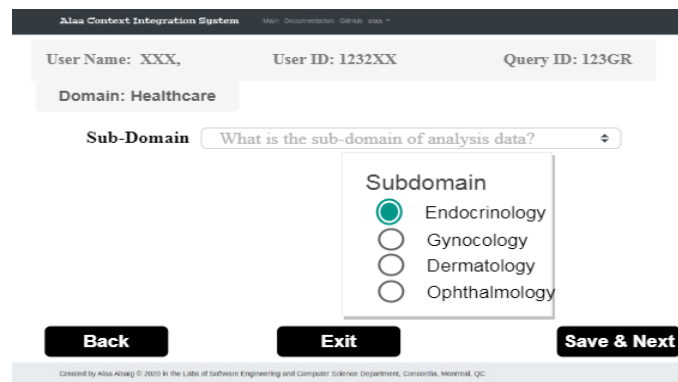 Alaa Context Integration System Main Documentation GitHub alaa
User Name: XXX, User ID: 1232XX Query ID: 123GR
Domain: Healthcare
Sub-Domain What is the sub-domain of analysis data?
Subdomain
Endocrinology
Gynocology
Dermatology
Ophthalmology
Back Exit Save & Next
Created by Alaa Alsaig © 2020 in the Labs of Software Engineering and Computer Science Department, Concordia, Montreal, QC